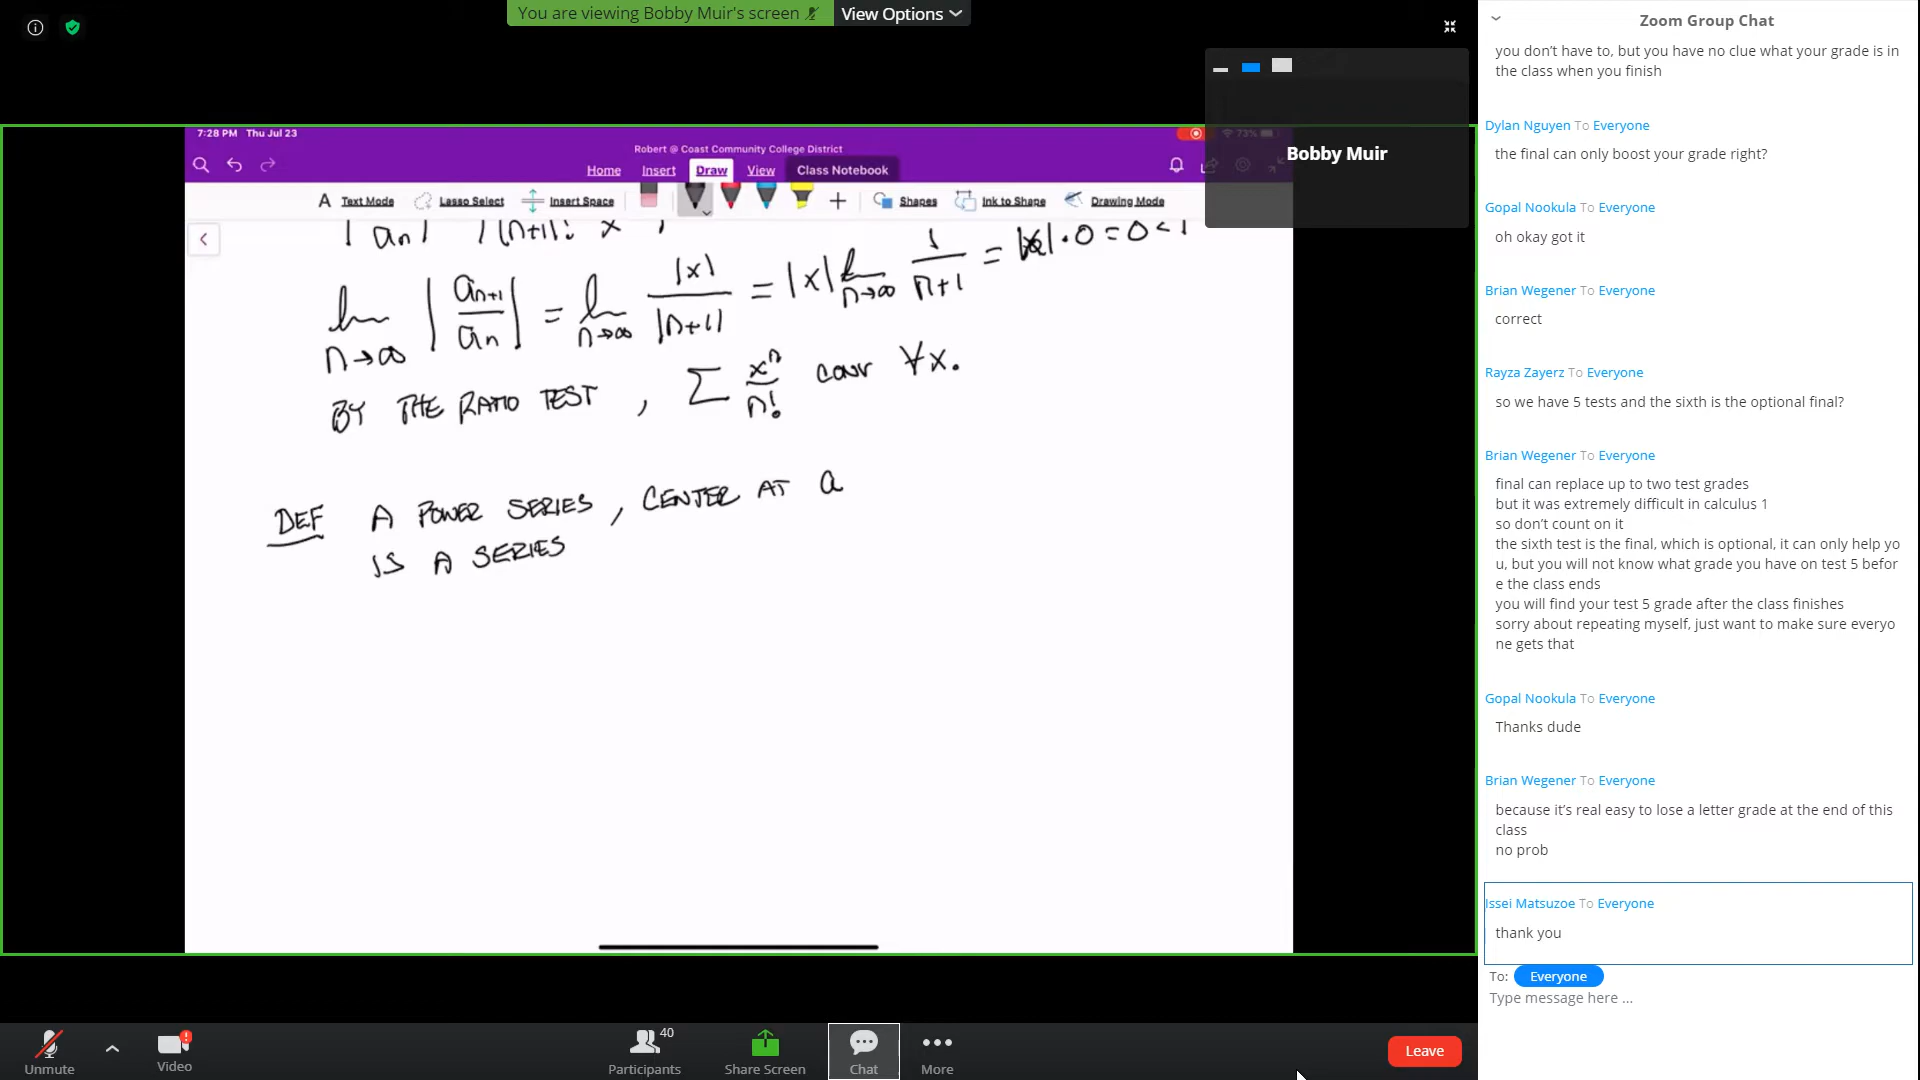 You are viewing Bobby Muir's screen
View Options
7:28 PM Thu Jul 23
73%
Robert @ Coast Community College District
Home Insert Draw View Class Notebook
Text Mode Lasso Select Insert Space Shapes Ink to Shape Drawing Mode
Bobby Muir
| an | |(n+1)! x |
lim n→∞ | an+1 / an | = lim n→∞ |x| / |n+1| = |x| lim n→∞ 1 / n+1 = |x| · 0 = 0 < 1
BY THE RATIO TEST, ∑ xⁿ / n! conv ∀x.
DEF A POWER SERIES, CENTER AT a
IS A SERIES
Zoom Group Chat
you don't have to, but you have no clue what your grade is in
the class when you finish
Dylan Nguyen To Everyone
the final can only boost your grade right?
Gopal Nookula To Everyone
oh okay got it
Brian Wegener To Everyone
correct
Rayza Zayerz To Everyone
so we have 5 tests and the sixth is the optional final?
Brian Wegener To Everyone
final can replace up to two test grades
but it was extremely difficult in calculus 1
so don't count on it
the sixth test is the final, which is optional, it can only help yo
u, but you will not know what grade you have on test 5 befor
e the class ends
you will find your test 5 grade after the class finishes
sorry about repeating myself, just want to make sure everyo
ne gets that
Gopal Nookula To Everyone
Thanks dude
Brian Wegener To Everyone
because it's real easy to lose a letter grade at the end of this
class
no prob
Issei Matsuzoe To Everyone
thank you
To: Everyone
Type message here ...
Unmute
Video
40
Participants
Share Screen
Chat
More
Leave